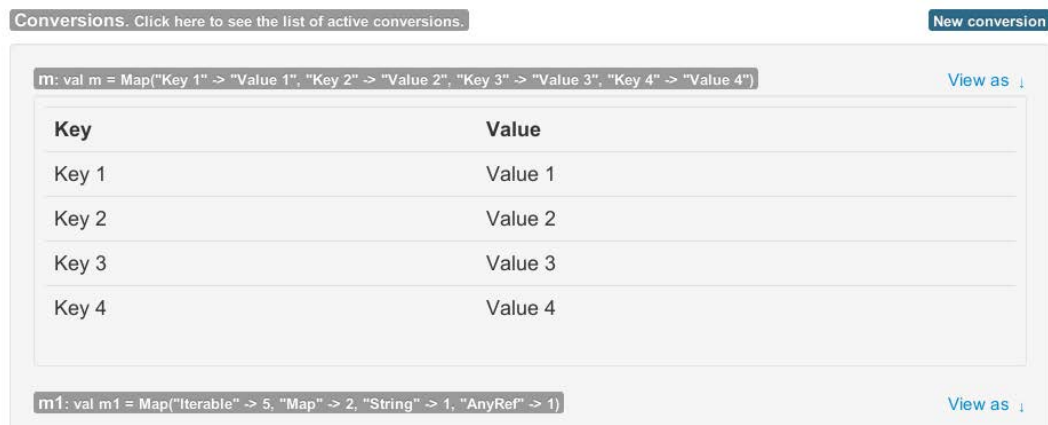 Conversions. Click here to see the list of active conversions. New conversion
m: val m = Map("Key 1" -> "Value 1", "Key 2" -> "Value 2", "Key 3" -> "Value 3", "Key 4" -> "Value 4") View as ↓
Key Value
Key 1 Value 1
Key 2 Value 2
Key 3 Value 3
Key 4 Value 4
m1: val m1 = Map("Iterable" -> 5, "Map" -> 2, "String" -> 1, "AnyRef" -> 1) View as ↓